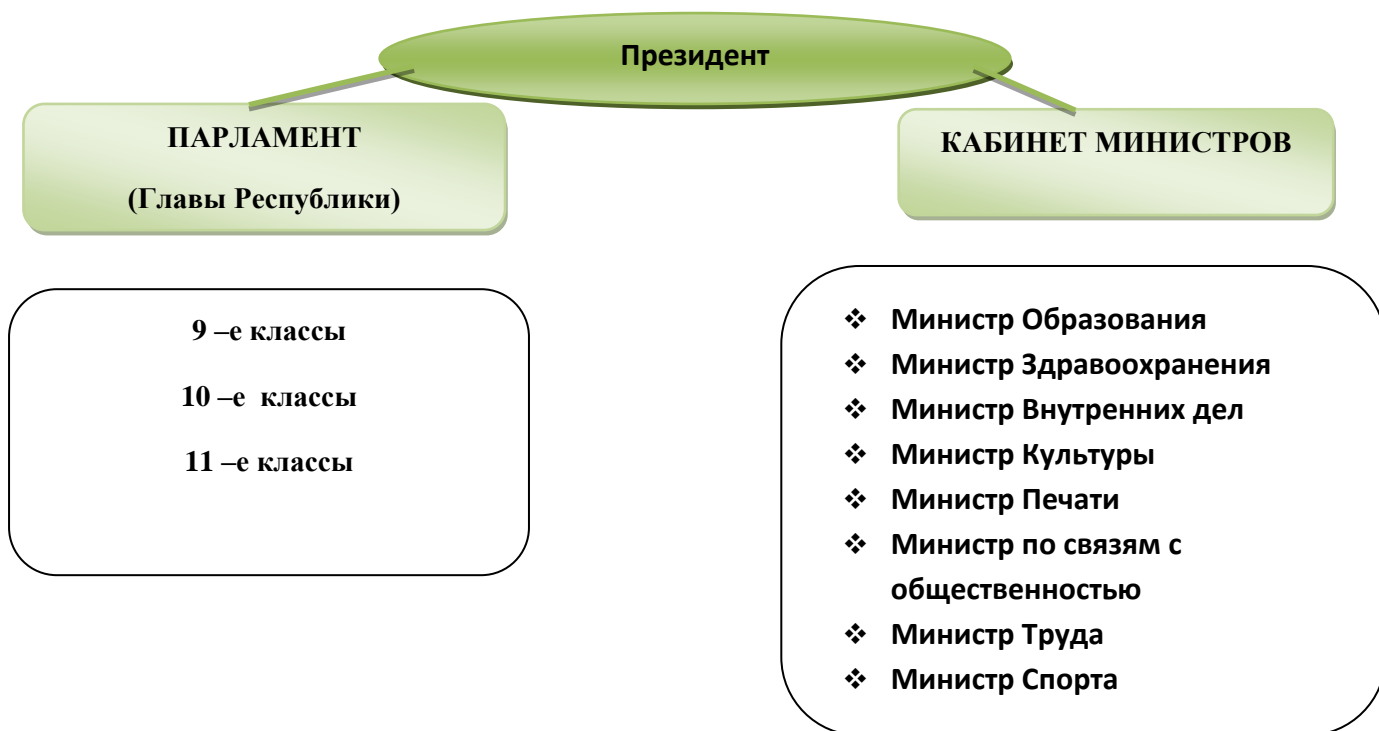 Президент
ПАРЛАМЕНТ
(Главы Республики)
КАБИНЕТ МИНИСТРОВ
9 –е классы
10 –е  классы
11 –е классы
❖ Министр Образования
❖ Министр Здравоохранения
❖ Министр Внутренних дел
❖ Министр Культуры
❖ Министр Печати
❖ Министр по связям с
общественностью
❖ Министр Труда
❖ Министр Спорта